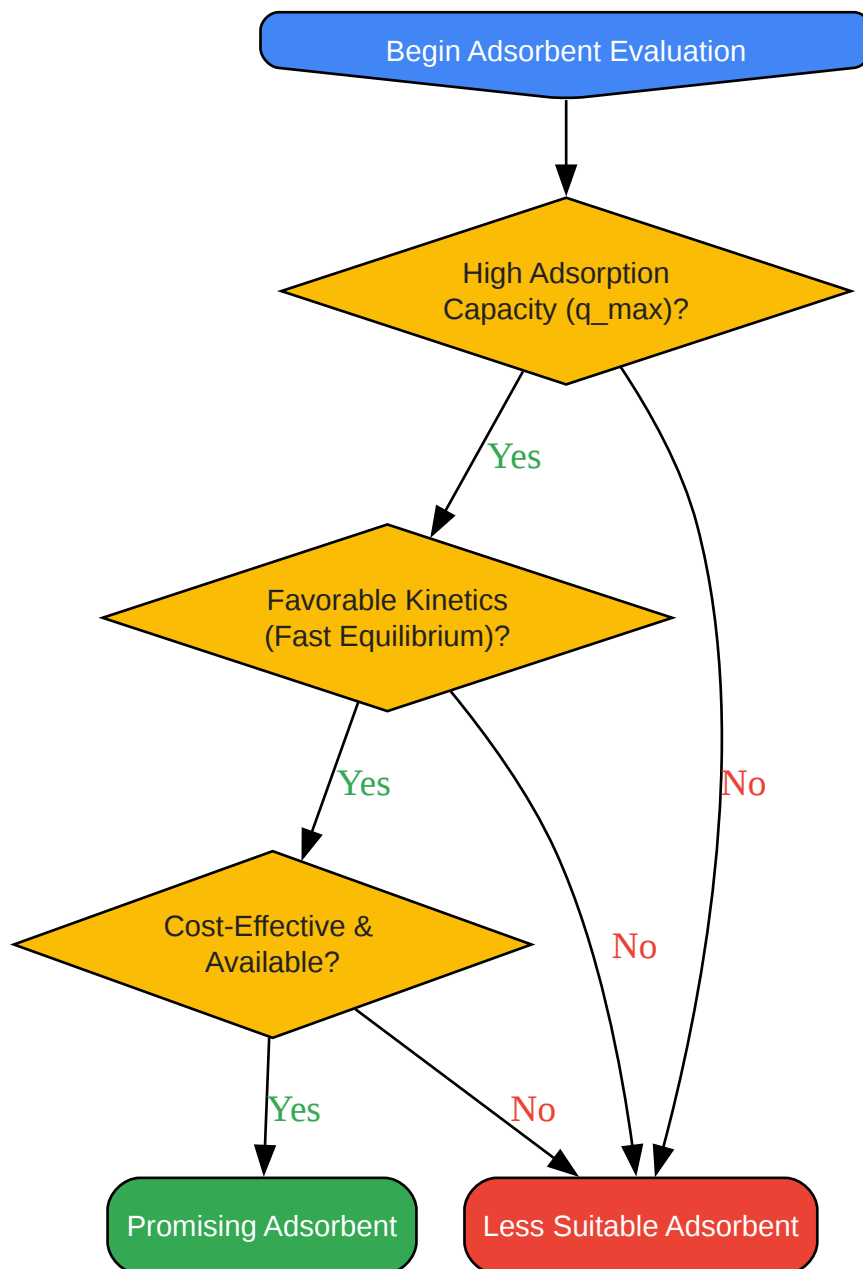 Begin Adsorbent Evaluation
High Adsorption
Capacity (q_max)?
Yes
Favorable Kinetics
(Fast Equilibrium)?
Yes
No
Cost-Effective &
Available?
No
Yes
No
Promising Adsorbent
Less Suitable Adsorbent